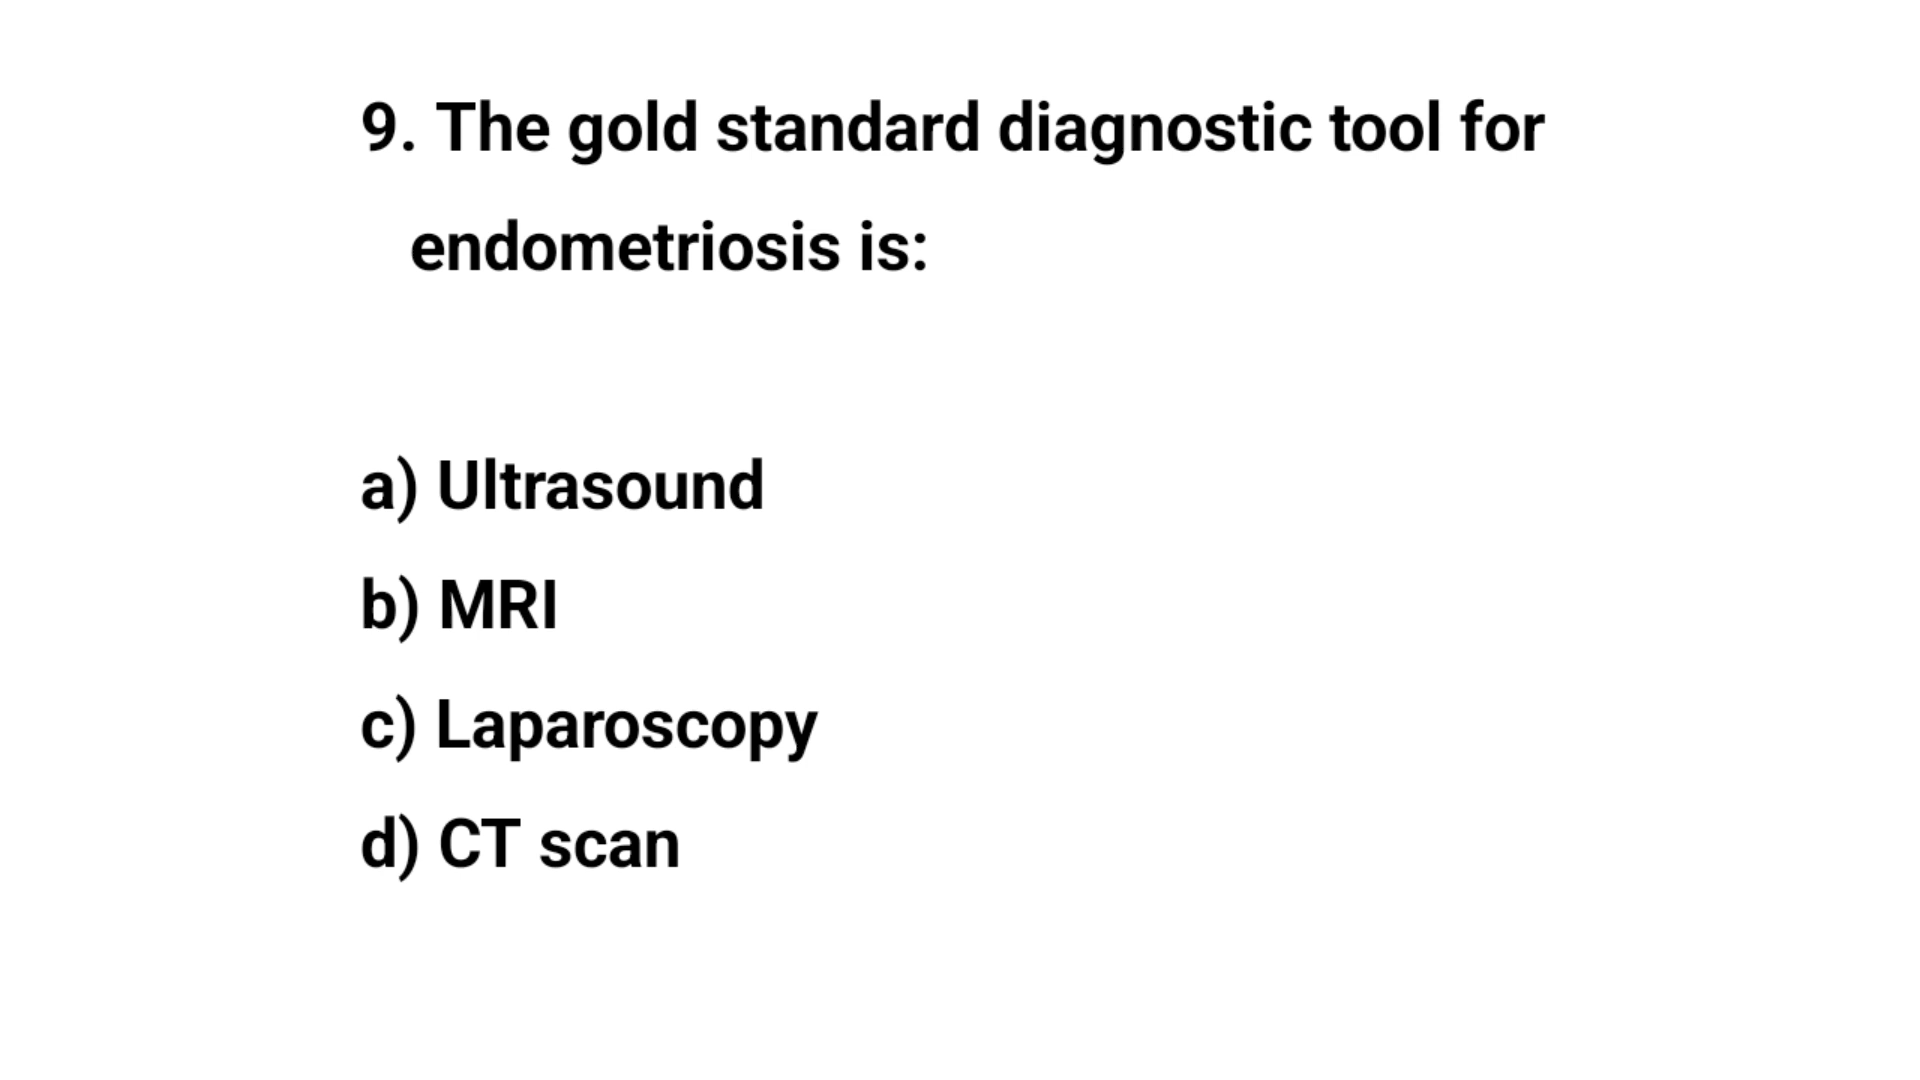 9. The gold standard diagnostic tool for
endometriosis is:
a) Ultrasound
b) MRI
c) Laparoscopy
d) CT scan